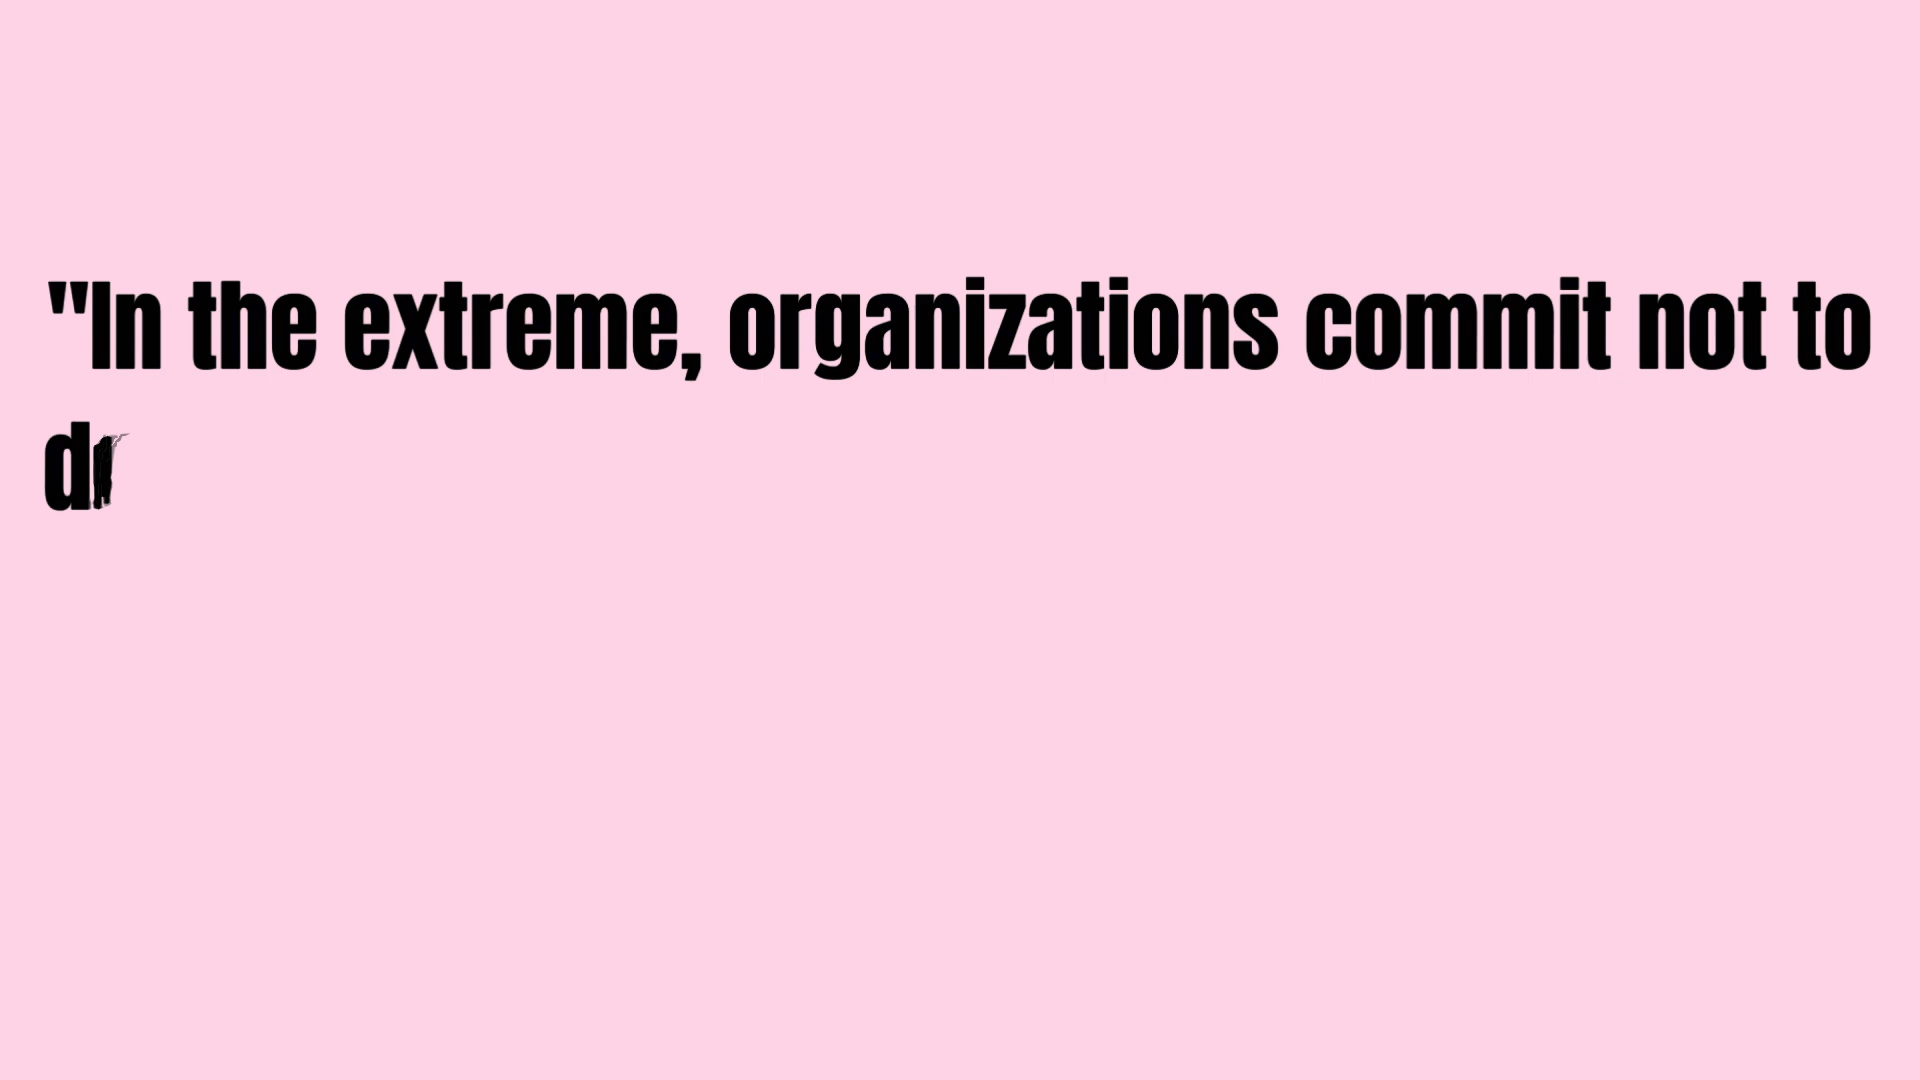 "In the extreme, organizations commit not to